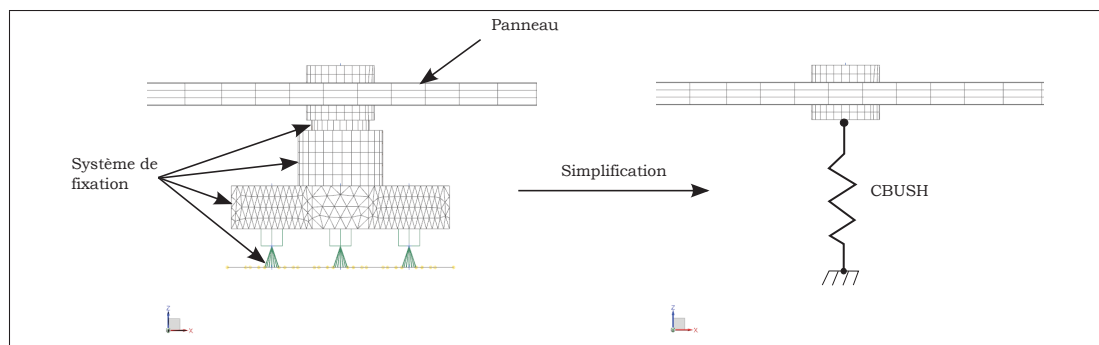 Panneau
Système de
fixation
Simplification
CBUSH
Z
X
Z
X